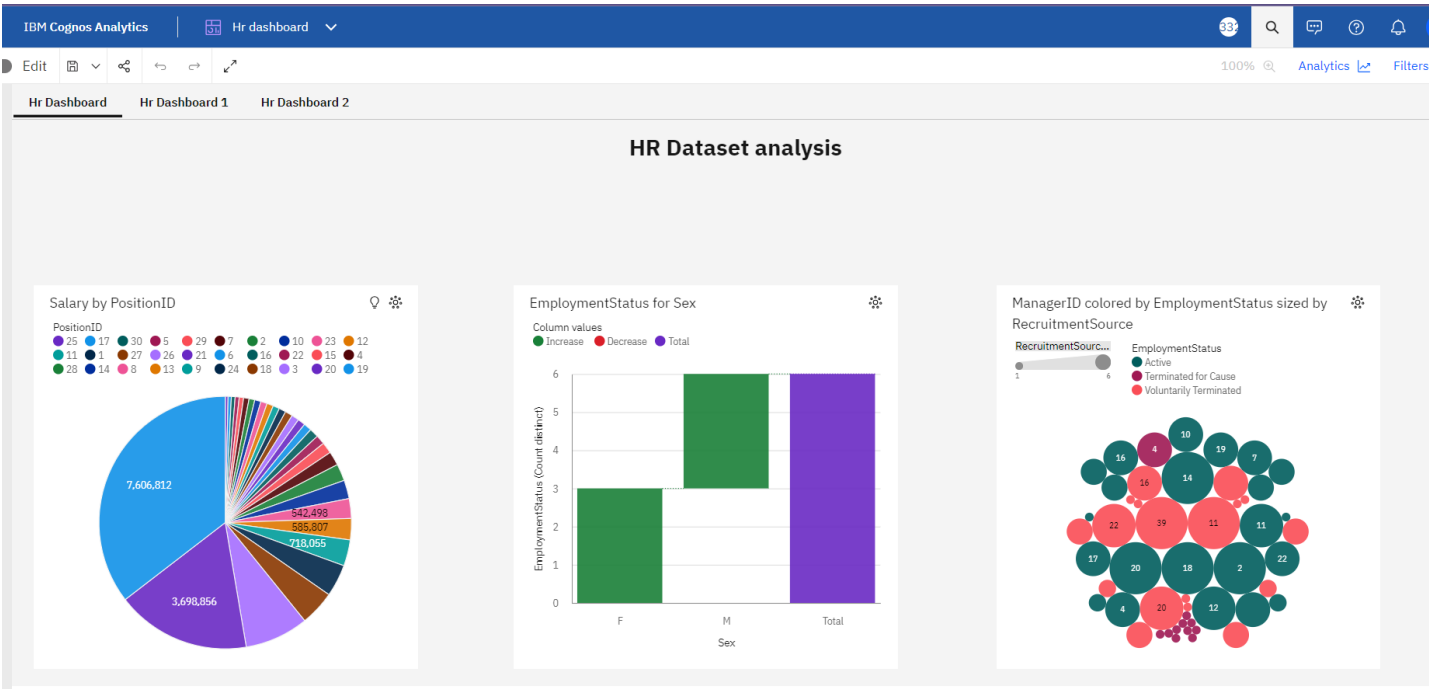 IBM Cognos Analytics
Hr dashboard
Edit
100%
Analytics
Filters
Hr Dashboard
Hr Dashboard 1
Hr Dashboard 2
HR Dataset analysis
Salary by PositionID
PositionID
25 17 30 5 29 7 2 10 23 12
11 1 27 26 21 6 16 22 15 4
28 14 8 13 9 24 18 3 20 19
7,606,812
542,498
585,807
718,055
3,698,856
EmploymentStatus for Sex
Column values
Increase Decrease Total
EmploymentStatus (Count distinct)
6
5
4
3
2
1
0
F M Total
Sex
ManagerID colored by EmploymentStatus sized by
RecruitmentSource
RecruitmentSourc...
1 6
EmploymentStatus
Active
Terminated for Cause
Voluntarily Terminated
10
16 4 19 7
16 14
22 39 11 11
17 20 18 2 22
4 20 12